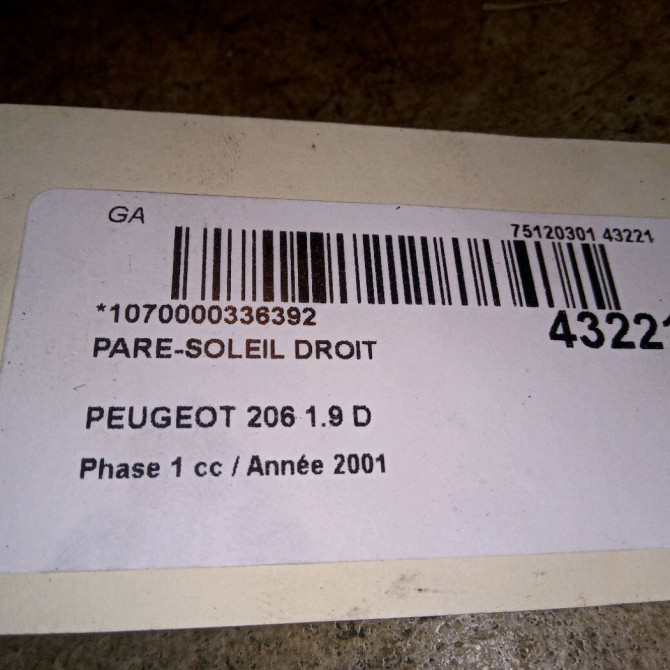 GA
75120301 43221
*1070000336392
43221
PARE-SOLEIL DROIT
PEUGEOT 206 1.9 D
Phase 1 cc / Année 2001